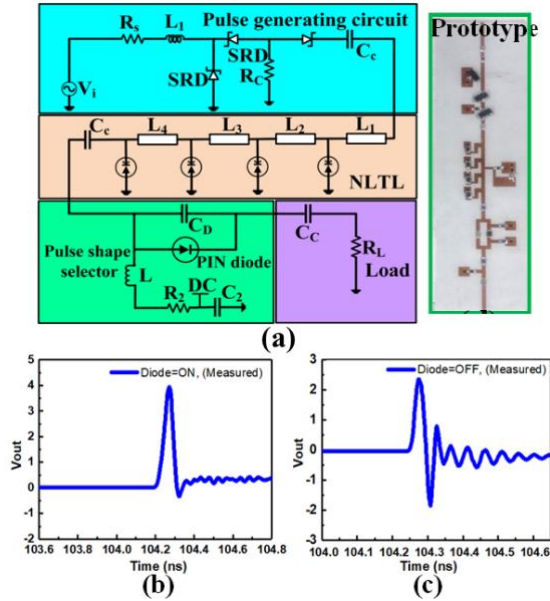 Pulse generating circuit
Prototype
Rs
L1
Cc
SRD
SRD
RC
Vi
Cc
L4
L3
L2
L1
NLTL
CD
CC
Pulse shape
selector
PIN diode
RL
Load
L
R2
DC
C2
(a)
Diode=ON, (Measured)
Vout
5
4
3
2
1
0
-1
-2
103.6 103.8 104.0 104.2 104.4 104.6 104.8
Time (ns)
(b)
Diode=OFF, (Measured)
Vout
3
2
1
0
-1
-2
-3
104.0 104.1 104.2 104.3 104.4 104.5 104.6
Time (ns)
(c)